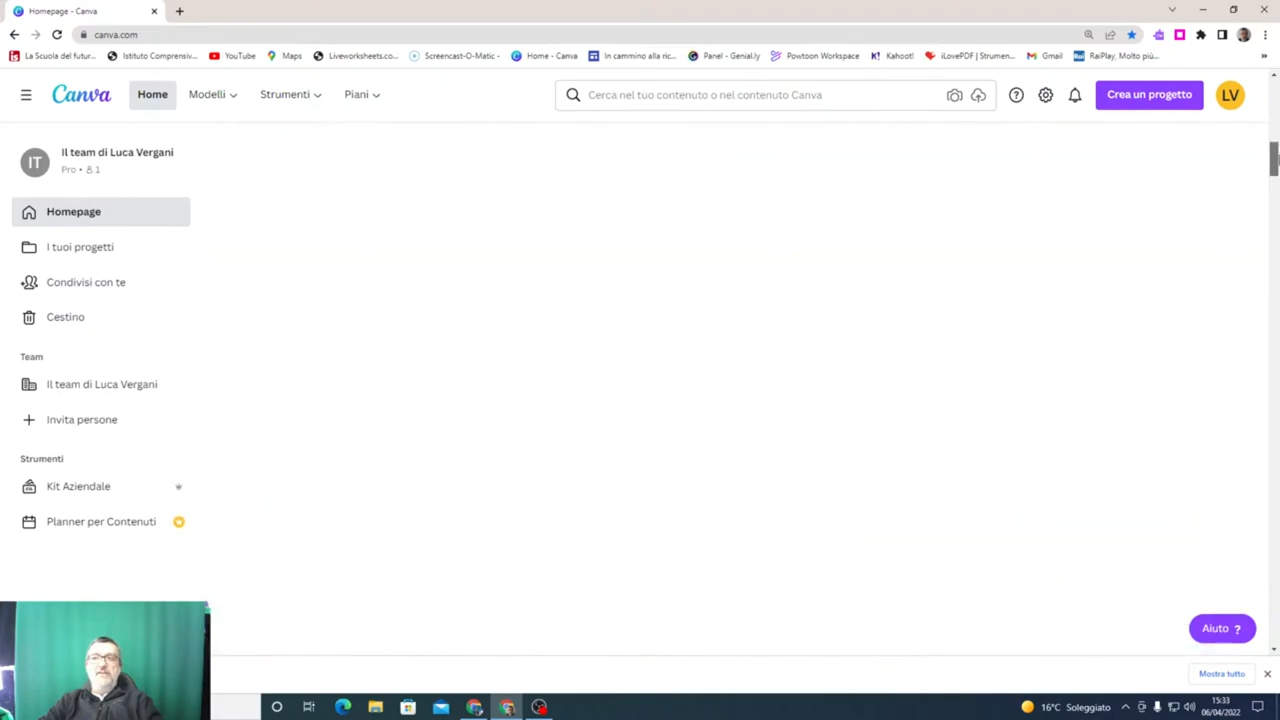 Homepage - Canva
canva.com
La Scuola del futur...
Istituto Comprensiv...
YouTube
Maps
Liveworksheets.co...
Screencast-O-Matic -
Home - Canva
In cammino alla ric...
Panel - Genial.ly
Powtoon Workspace
Kahoot!
iLovePDF | Strumen...
Gmail
RaiPlay, Molto più...
Canva
Home
Modelli
Strumenti
Piani
Cerca nel tuo contenuto o nel contenuto Canva
Crea un progetto
LV
IT
Il team di Luca Vergani
Pro • 1
Homepage
I tuoi progetti
Condivisi con te
Cestino
Team
Il team di Luca Vergani
Invita persone
Strumenti
Kit Aziendale
Planner per Contenuti
Aiuto ?
Mostra tutto
16°C Soleggiato
15:33
06/04/2022